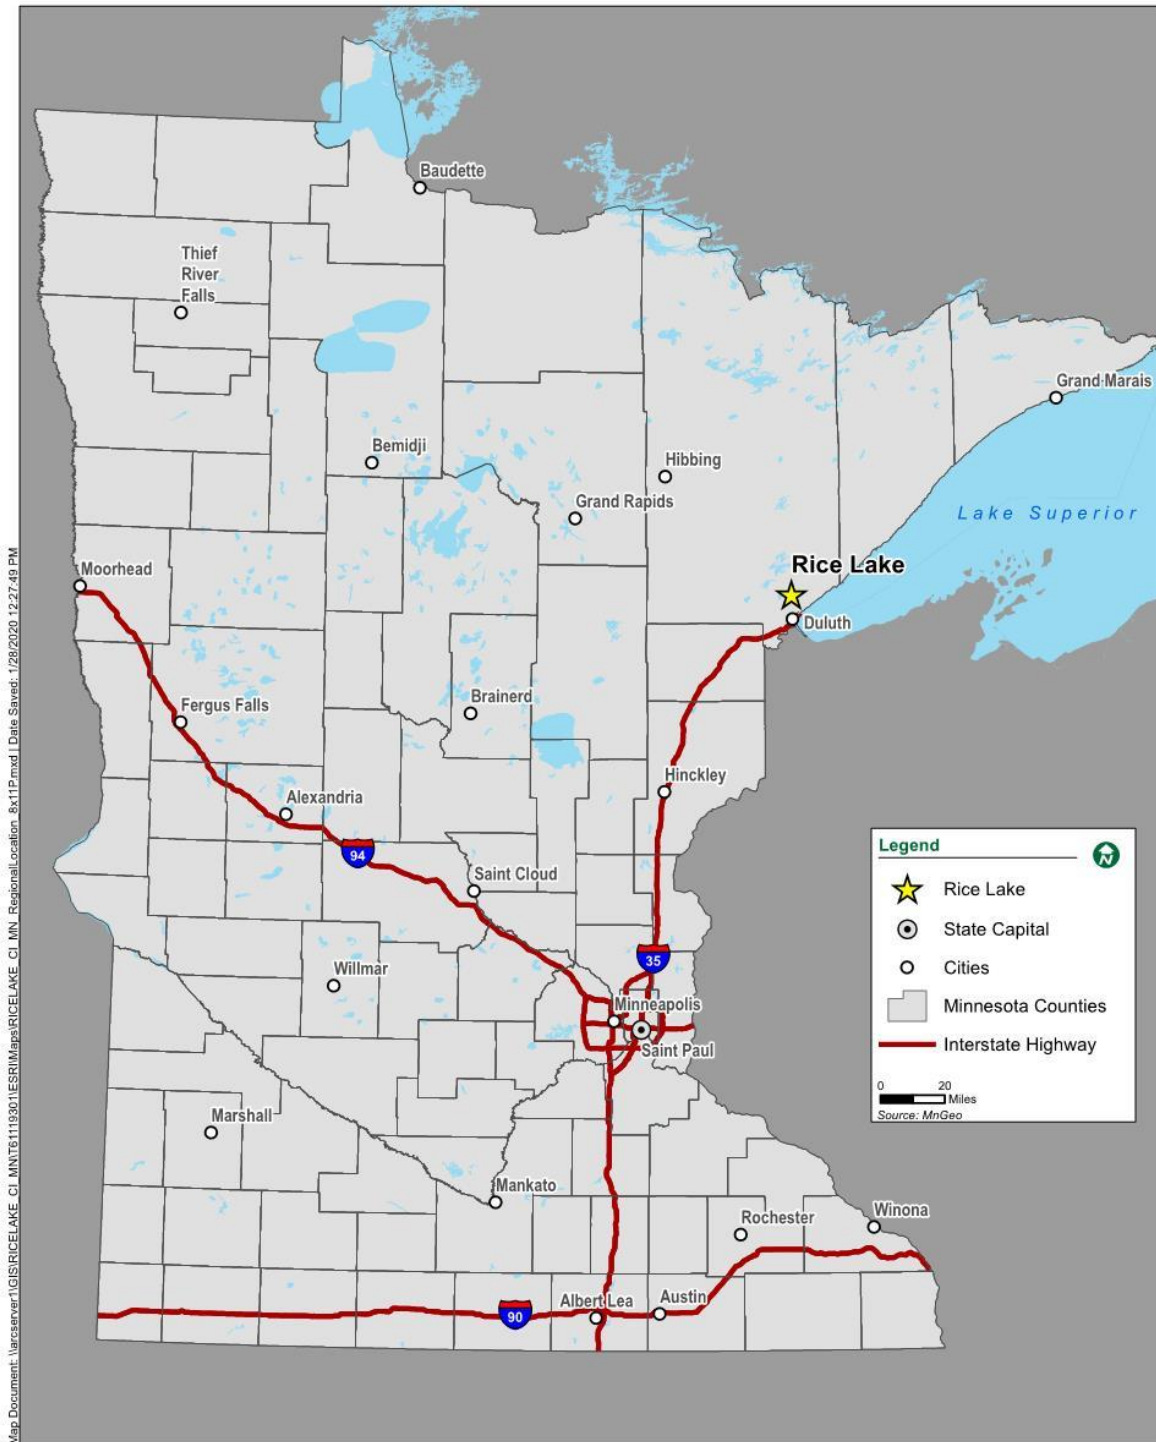 Baudette
Thief
River
Falls
Grand Marais
Bemidji
Hibbing
Grand Rapids
Lake Superior
Rice Lake
Moorhead
Duluth
Fergus Falls
Brainerd
Hinckley
Alexandria
94
Saint Cloud
35
Willmar
Minneapolis
Saint Paul
Marshall
Mankato
Rochester
Winona
Albert Lea
Austin
90
Legend
N
Rice Lake
State Capital
Cities
Minnesota Counties
Interstate Highway
0 20
Miles
Source: MnGeo
Map Document: \\arcserver1\GIS\RICELAKE_CI_MN\T61119301\ESRI\Maps\RICELAKE_CI_MN_RegionalLocation_8x11P.mxd | Date Saved: 1/28/2020 12:27:49 PM